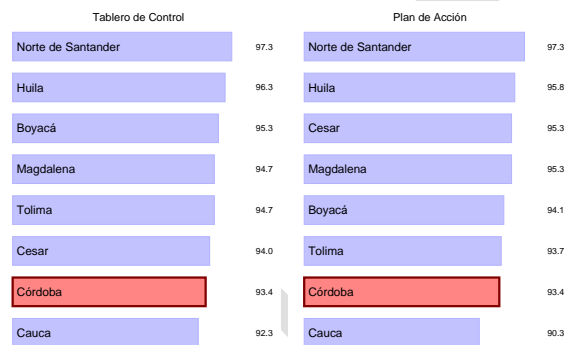 Tablero de Control
Norte de Santander 97.3
Huila 96.3
Boyacá 95.3
Magdalena 94.7
Tolima 94.7
Cesar 94.0
Córdoba 93.4
Cauca 92.3
Plan de Acción
Norte de Santander 97.3
Huila 95.8
Cesar 95.3
Magdalena 95.3
Boyacá 94.1
Tolima 93.7
Córdoba 93.4
Cauca 90.3